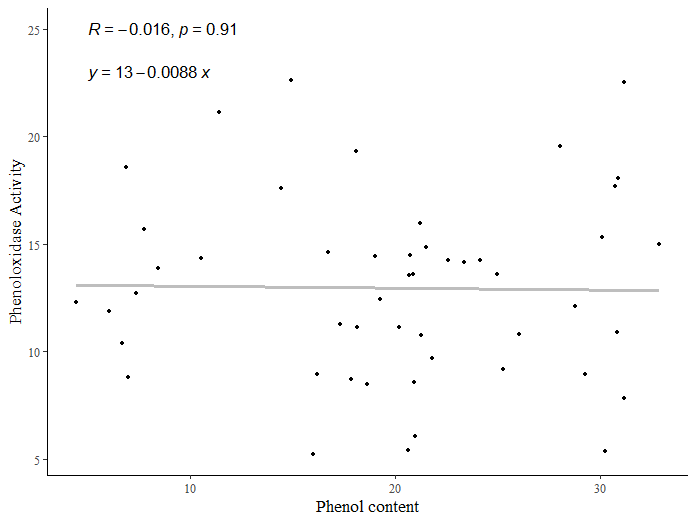 R = −0.016, p = 0.91
y = 13 − 0.0088 x
Phenoloxidase Activity
25
20
15
10
5
10 20 30
Phenol content